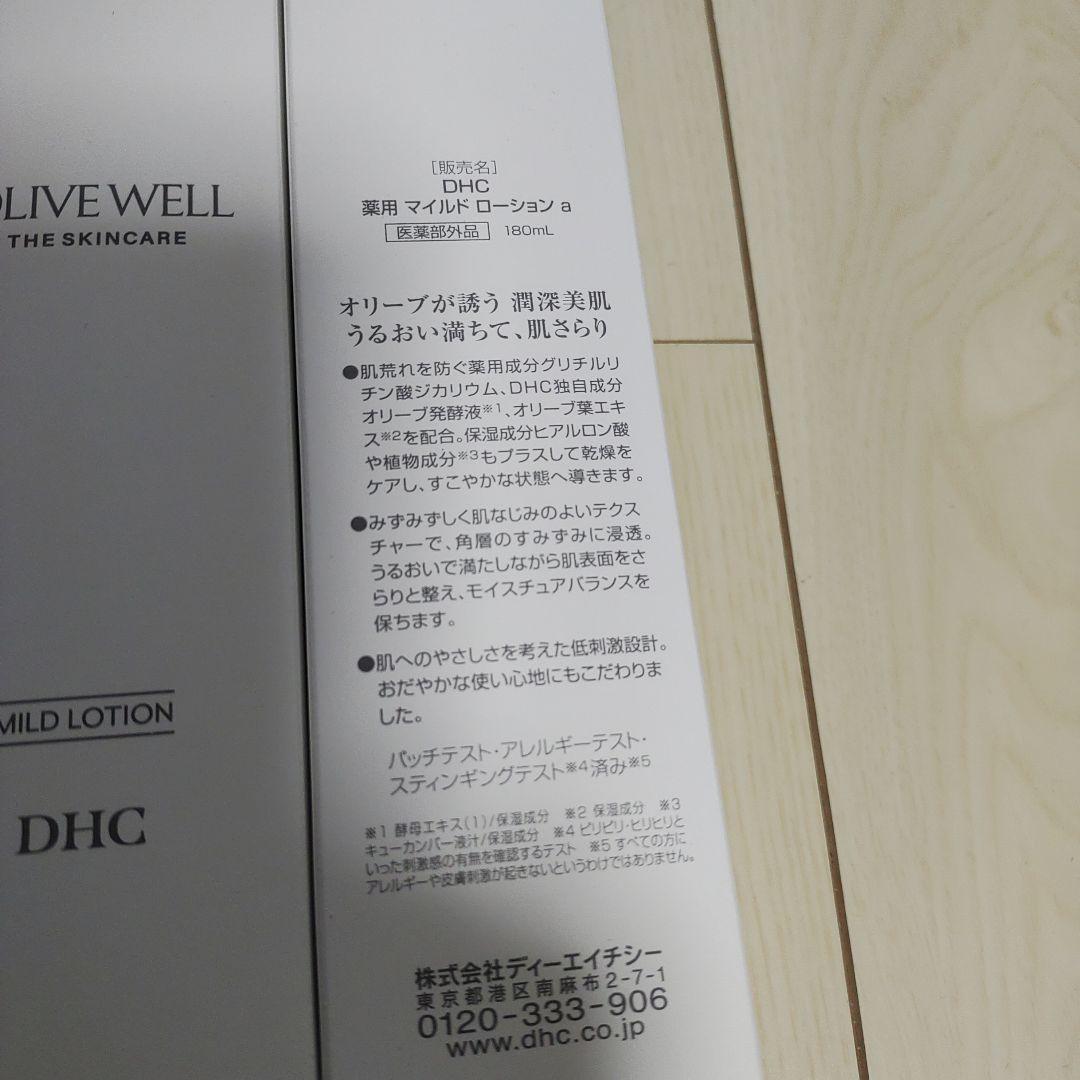 OLIVE WELL
THE SKINCARE
MILD LOTION
DHC
[販売名]
DHC
薬用 マイルド ローション a
医薬部外品 180mL
オリーブが誘う 潤深美肌
うるおい満ちて、肌さらり
●肌荒れを防ぐ薬用成分グリチルリ
チン酸ジカリウム、DHC独自成分
オリーブ発酵液※1、オリーブ葉エキ
ス※2を配合。保湿成分ヒアルロン酸
や植物成分※3もプラスして乾燥を
ケアし、すこやかな状態へ導きます。
●みずみずしく肌なじみのよいテクス
チャーで、角層のすみずみに浸透。
うるおいで満たしながら肌表面をさ
らりと整え、モイスチュアバランスを
保ちます。
●肌へのやさしさを考えた低刺激設計。
おだやかな使い心地にもこだわりま
した。
パッチテスト・アレルギーテスト・
スティンギングテスト※4済み※5
※1 酵母エキス(1)/保湿成分 ※2 保湿成分 ※3
キューカンバー液汁/保湿成分 ※4 ピリピリ・ヒリヒリと
いった刺激感の有無を確認するテスト ※5 すべての方に
アレルギーや皮膚刺激が起きないというわけではありません。
株式会社ディーエイチシー
東京都港区南麻布2-7-1
0120-333-906
www.dhc.co.jp